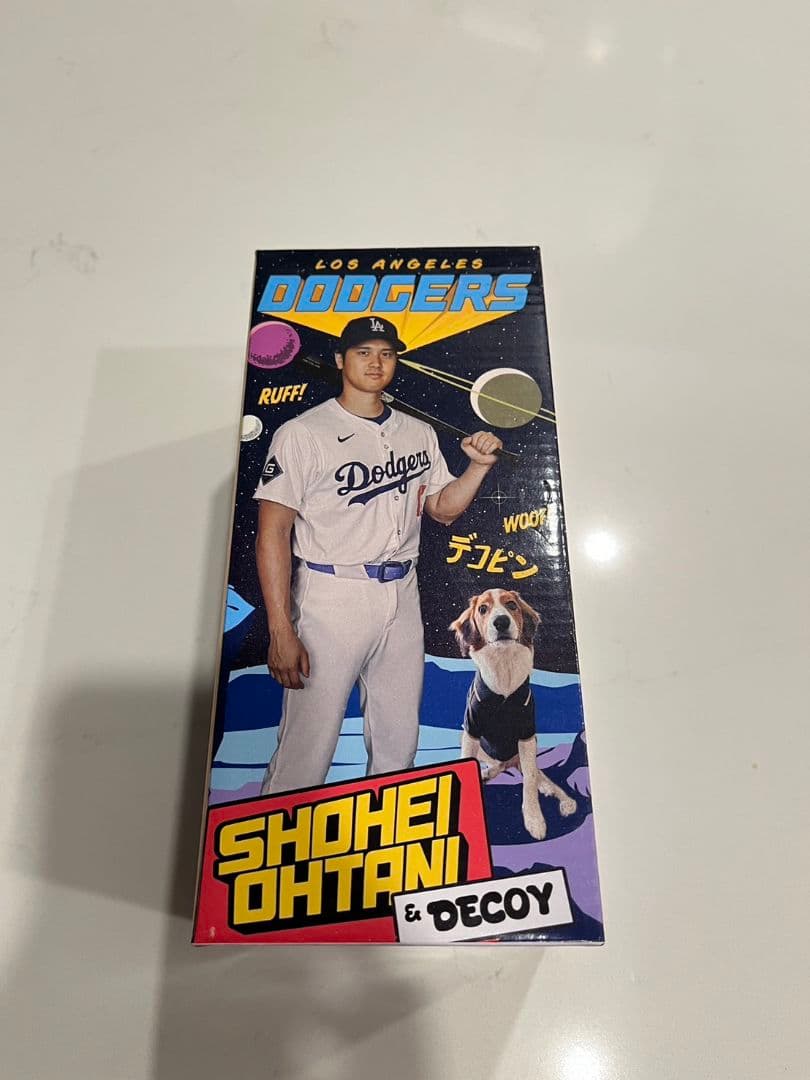 LOS ANGELES
DODGERS
LA
RUFF!
Dodgers
G
WOOF
デコピン
SHOHEI
OHTANI
& DECOY